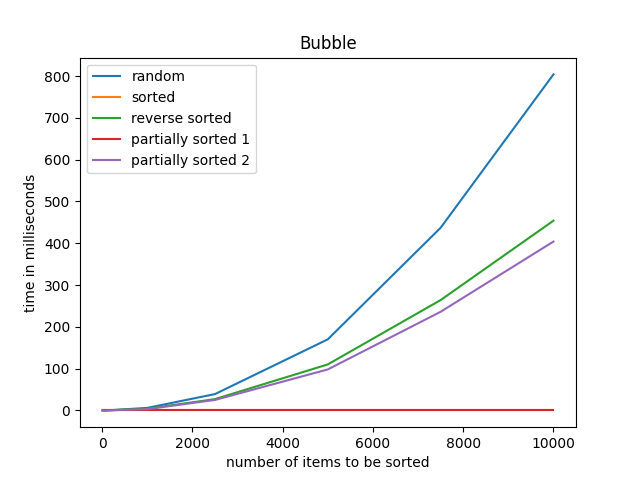 Bubble
random
sorted
reverse sorted
partially sorted 1
partially sorted 2
time in milliseconds
800
700
600
500
400
300
200
100
0
0 2000 4000 6000 8000 10000
number of items to be sorted